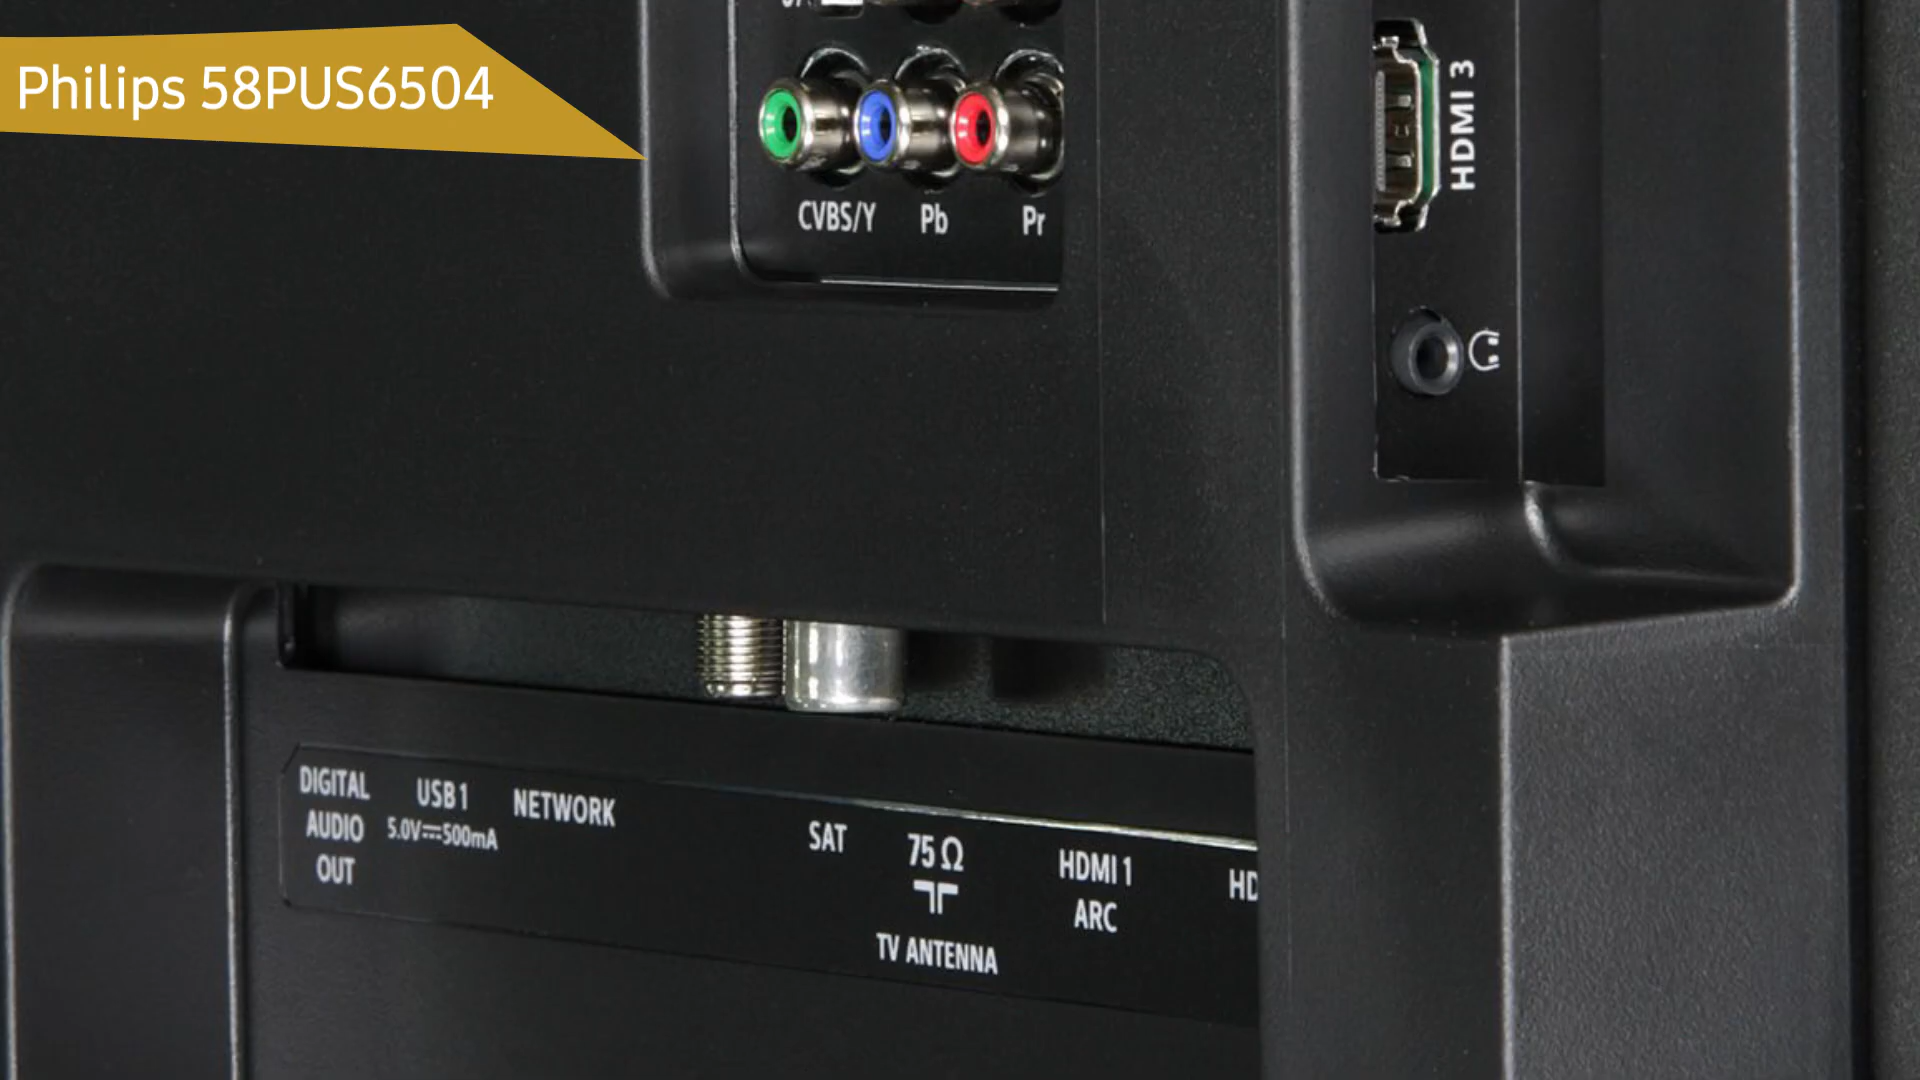 Philips 58PUS6504
CVBS/Y Pb Pr
HDMI 3
DIGITAL
AUDIO
OUT
USB 1
5.0V⎓500mA
NETWORK
SAT
75 Ω
TV ANTENNA
HDMI 1
ARC
HD